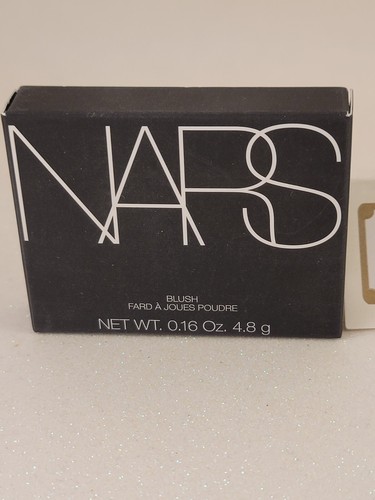 NARS
BLUSH
FARD À JOUES POUDRE
NET WT. 0.16 Oz. 4.8 g